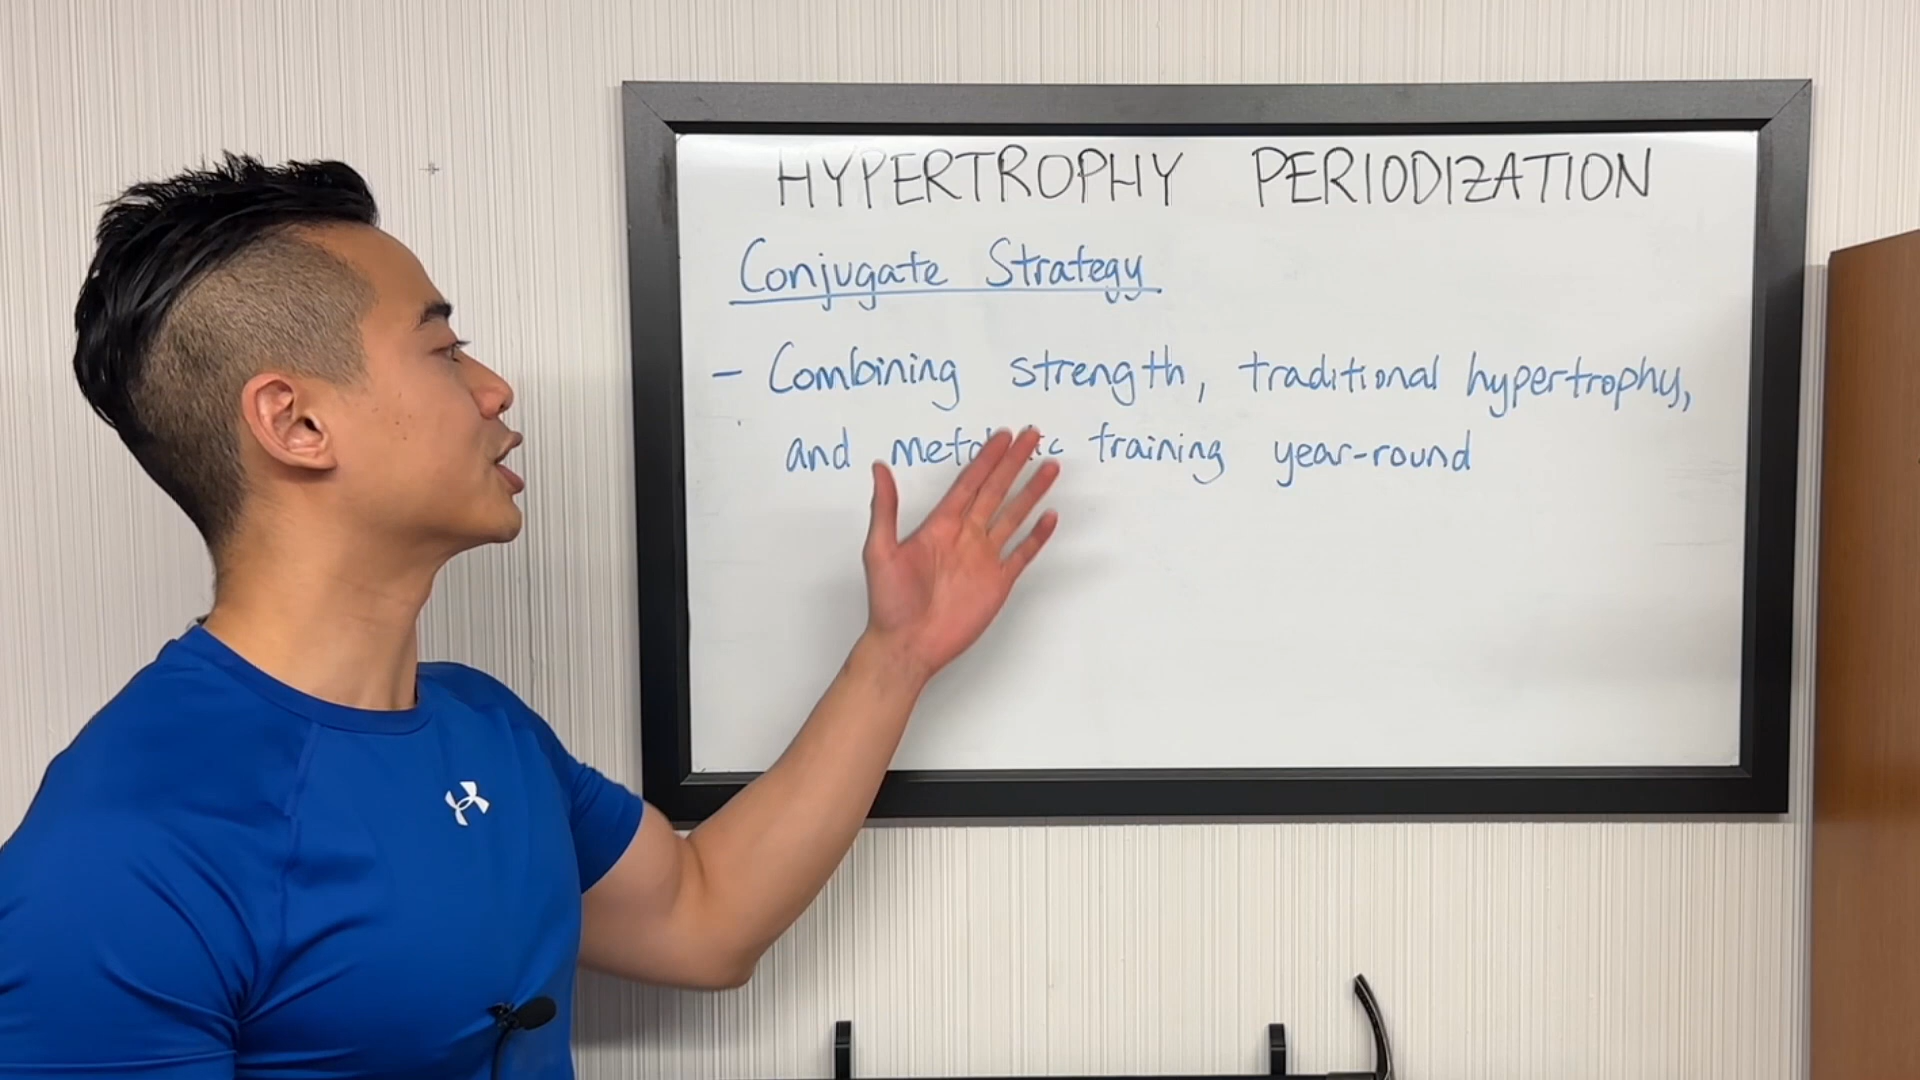 HYPERTROPHY PERIODIZATION
Conjugate Strategy
- Combining strength, traditional hypertrophy,
and training year-round